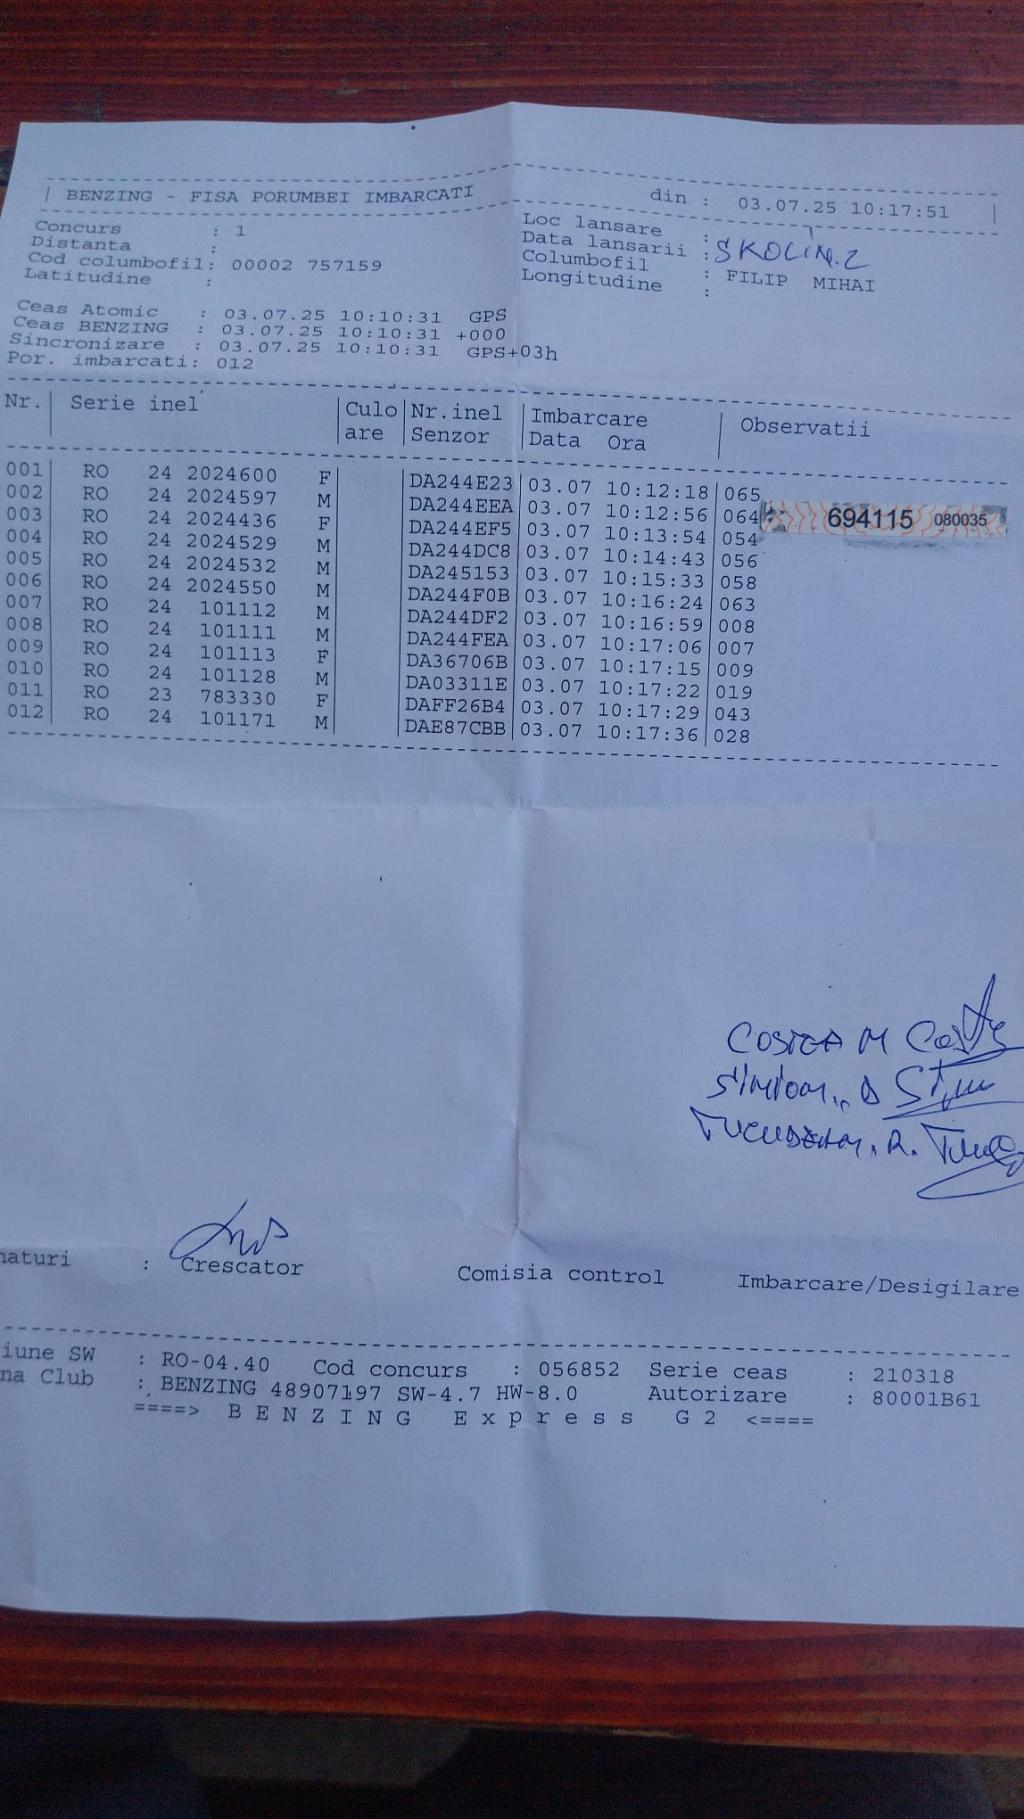 BENZING - FISA PORUMBEI IMBARCATI din : 03.07.25 10:17:51
Concurs : 1 Loc lansare : SKOLIM.2
Distanta : Data lansarii :
Cod columbofil: 00002 757159 Columbofil : FILIP MIHAI
Latitudine : Longitudine :
Ceas Atomic : 03.07.25 10:10:31 GPS
Ceas BENZING : 03.07.25 10:10:31 +000
Sincronizare : 03.07.25 10:10:31 GPS+03h
Por. imbarcati: 012
Nr. Serie inel Culo Nr.inel Imbarcare Observatii
are Senzor Data Ora
001 RO 24 2024600 F DA244E23 03.07 10:12:18 065
002 RO 24 2024597 M DA244EEA 03.07 10:12:56 064 694115 080035
003 RO 24 2024436 F DA244EF5 03.07 10:13:54 054
004 RO 24 2024529 M DA244DC8 03.07 10:14:43 056
005 RO 24 2024532 M DA245153 03.07 10:15:33 058
006 RO 24 2024550 M DA244F0B 03.07 10:16:24 063
007 RO 24 101112 M DA244DF2 03.07 10:16:59 008
008 RO 24 101111 M DA244FEA 03.07 10:17:06 007
009 RO 24 101113 F DA36706B 03.07 10:17:15 009
010 RO 24 101128 M DA03311E 03.07 10:17:22 019
011 RO 23 783330 F DAFF26B4 03.07 10:17:29 043
012 RO 24 101171 M DAE87CBB 03.07 10:17:36 028
COSTEA M
naturi : Crescator Comisia control Imbarcare/Desigilare
iune SW : RO-04.40 Cod concurs : 056852 Serie ceas : 210318
na Club : BENZING 48907197 SW-4.7 HW-8.0 Autorizare : 80001B61
====> B E N Z I N G E x p r e s s G 2 <====